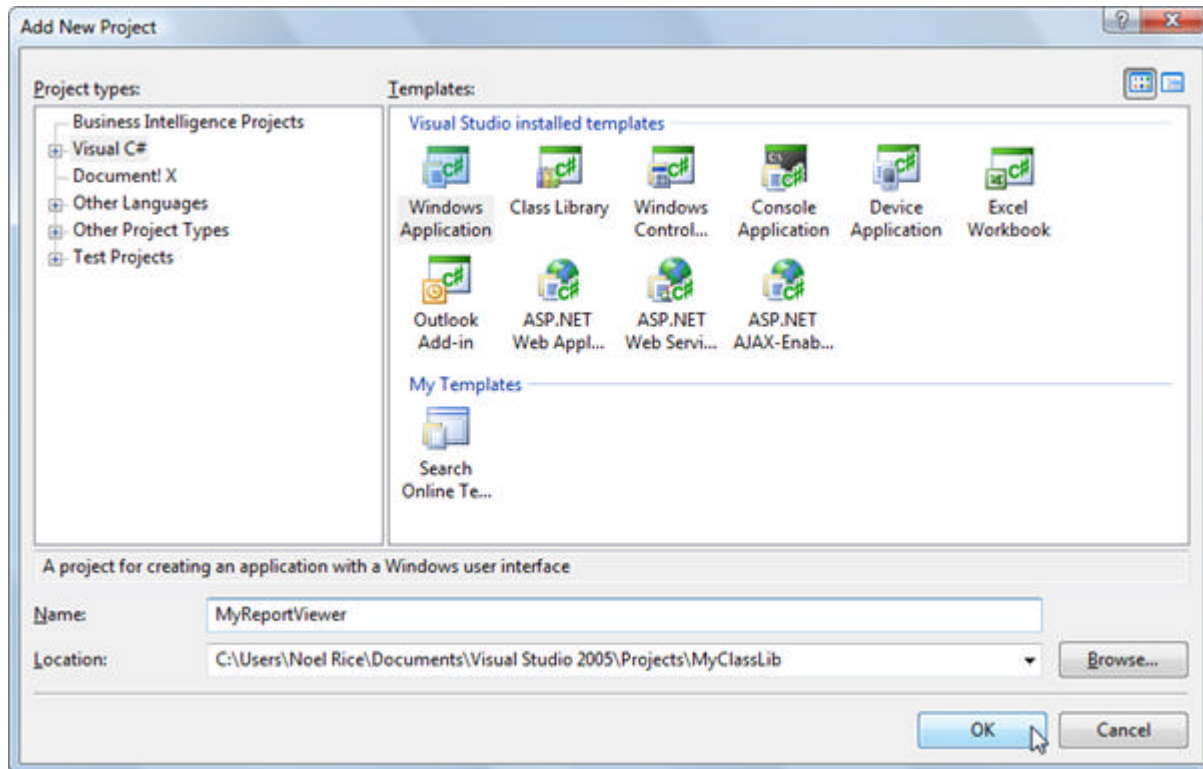 Add New Project
Project types:
Templates:
Business Intelligence Projects
Visual C#
Document! X
Other Languages
Other Project Types
Test Projects
Visual Studio installed templates
Windows
Application
Class Library
Windows
Control...
Console
Application
Device
Application
Excel
Workbook
Outlook
Add-in
ASP.NET
Web Appl...
ASP.NET
Web Servi...
ASP.NET
AJAX-Enab...
My Templates
Search
Online Te...
A project for creating an application with a Windows user interface
Name:
MyReportViewer
Location:
C:\Users\Noel Rice\Documents\Visual Studio 2005\Projects\MyClassLib
Browse...
OK
Cancel